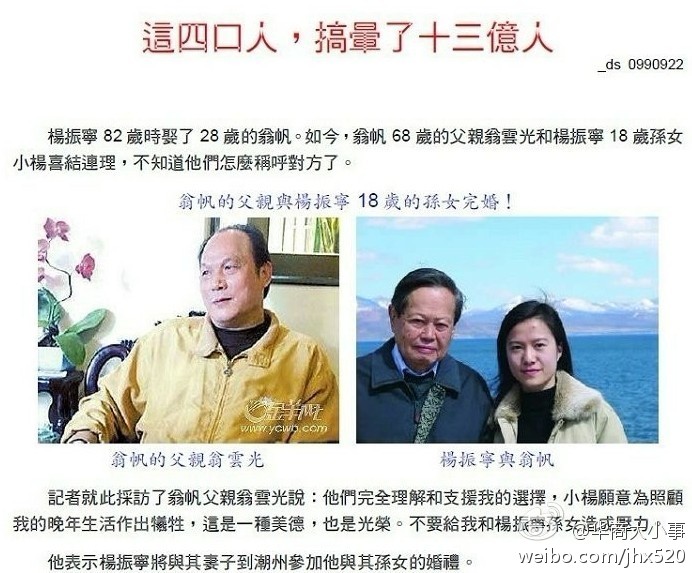 這四口人，搞暈了十三億人
_ds 0990922
楊振寧 82 歲時娶了 28 歲的翁帆。如今，翁帆 68 歲的父親翁雲光和楊振寧 18 歲孫女
小楊喜結連理，不知道他們怎麼稱呼對方了。
翁帆的父親與楊振寧 18 歲的孫女完婚！
金羊網
www.ycwb.com
翁帆的父親翁雲光
楊振寧與翁帆
記者就此採訪了翁帆父親翁雲光說：他們完全理解和支援我的選擇，小楊願意為照顧
我的晚年生活作出犧牲，這是一種美德，也是光榮。不要給我和楊振寧孫女造成壓力。
@華商大小事
他表示楊振寧將與其妻子到潮州參加他與其孫女的婚禮。
weibo.com/jhx520